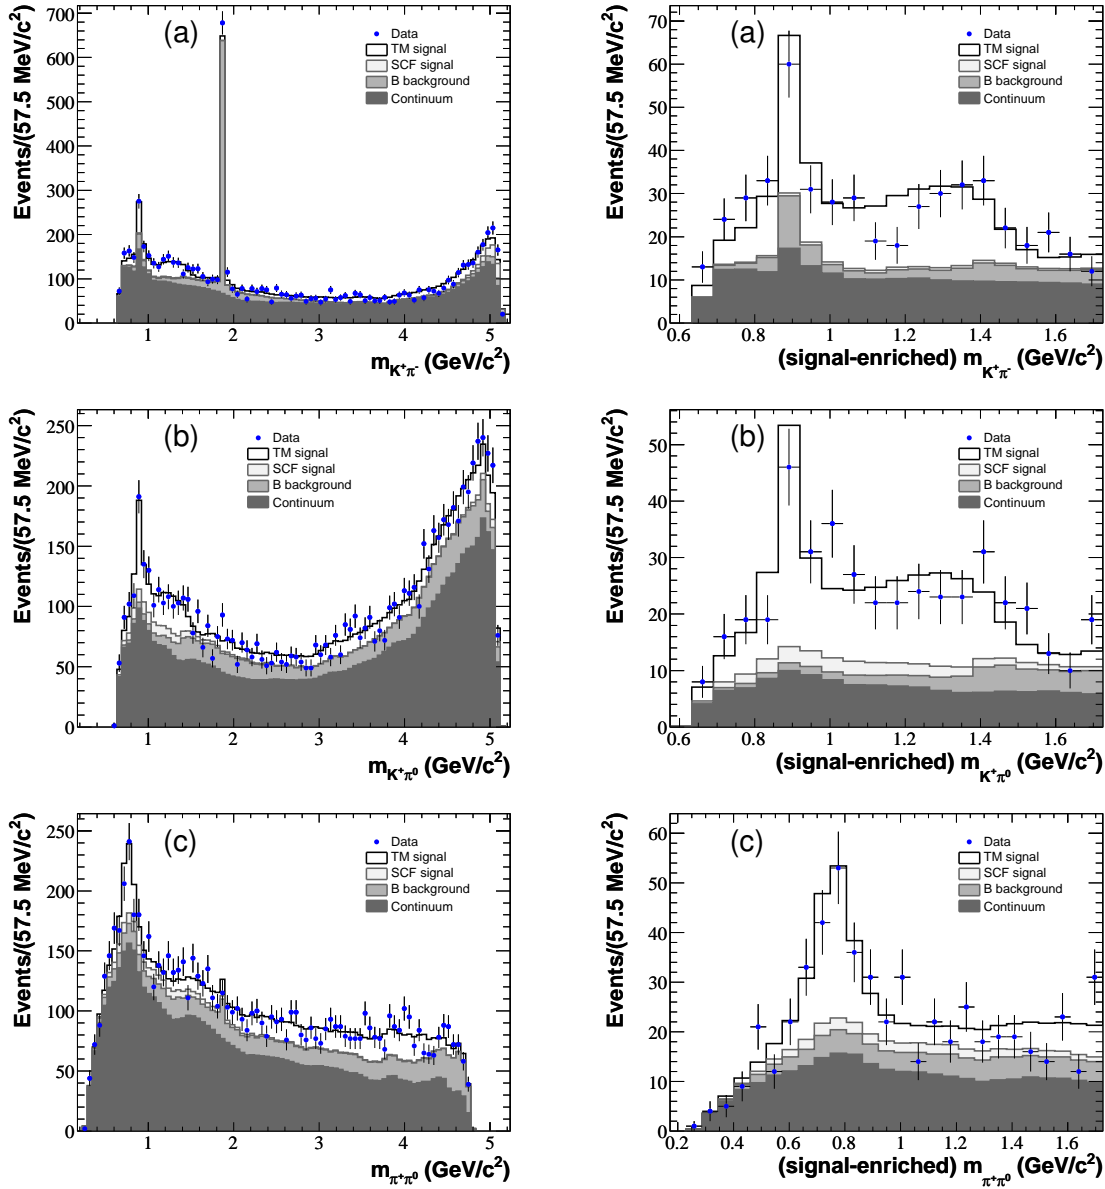 (a)
Data
TM signal
SCF signal
B background
Continuum
Events/(57.5 MeV/c²)
0
100
200
300
400
500
600
700
1 2 3 4 5
m_K⁺π⁻ (GeV/c²)
(a)
Data
TM signal
SCF signal
B background
Continuum
Events/(57.5 MeV/c²)
0
10
20
30
40
50
60
70
0.6 0.8 1 1.2 1.4 1.6
(signal-enriched) m_K⁺π⁻ (GeV/c²)
(b)
Data
TM signal
SCF signal
B background
Continuum
Events/(57.5 MeV/c²)
0
50
100
150
200
250
1 2 3 4 5
m_K⁺π⁰ (GeV/c²)
(b)
Data
TM signal
SCF signal
B background
Continuum
Events/(57.5 MeV/c²)
0
10
20
30
40
50
0.6 0.8 1 1.2 1.4 1.6
(signal-enriched) m_K⁺π⁰ (GeV/c²)
(c)
Data
TM signal
SCF signal
B background
Continuum
Events/(57.5 MeV/c²)
0
50
100
150
200
250
1 2 3 4 5
m_π⁺π⁰ (GeV/c²)
(c)
Data
TM signal
SCF signal
B background
Continuum
Events/(57.5 MeV/c²)
0
10
20
30
40
50
60
0.2 0.4 0.6 0.8 1 1.2 1.4 1.6
(signal-enriched) m_π⁺π⁰ (GeV/c²)